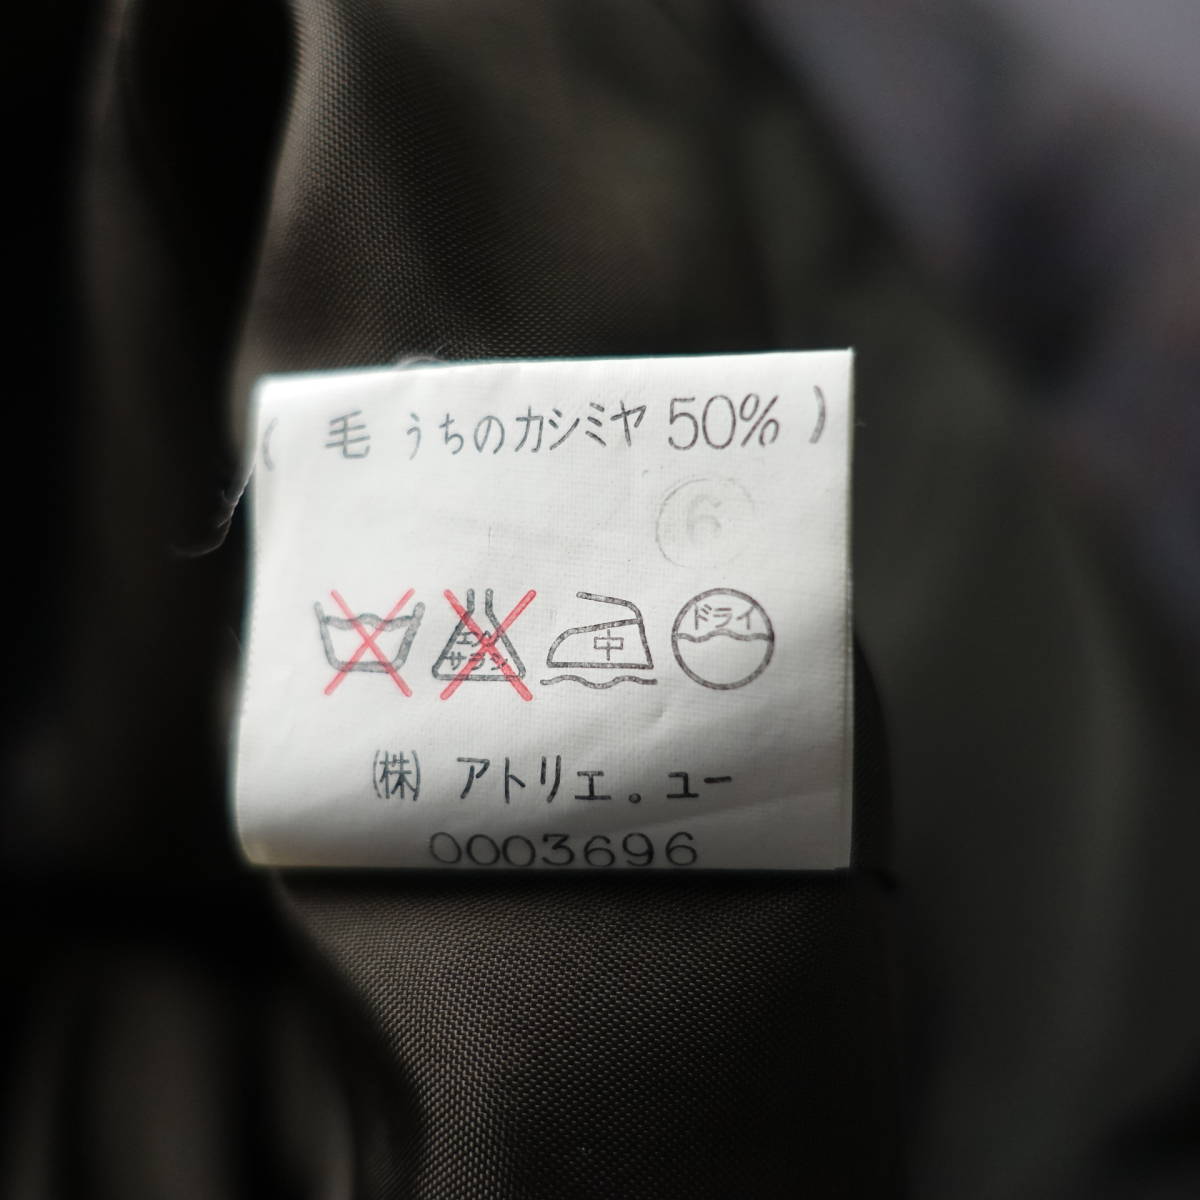 ( 毛 うちのカシミヤ 50% )
6
エンソ サラシ 中 ドライ
㈱ アトリエ。ユー
0003696